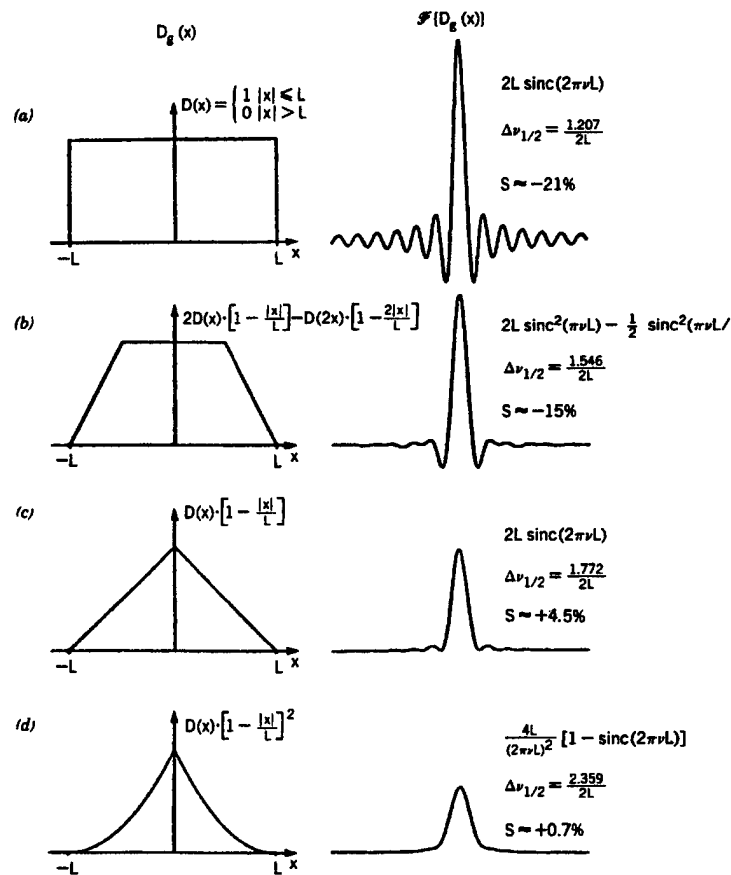 D_g (x)
ℱ{D_g (x)}
(a)
D(x) = { 1 |x| ⩽ L
0 |x| > L
−L
L
x
2L sinc(2πνL)
Δν_1/2 = 1.207/2L
S ≈ −21%
(b)
2D(x)·[1 − |x|/L] − D(2x)·[1 − 2|x|/L]
−L
L
x
2L sinc²(πνL) − 1/2 sinc²(πνL/
Δν_1/2 = 1.546/2L
S ≈ −15%
(c)
D(x)·[1 − |x|/L]
−L
L
x
2L sinc(2πνL)
Δν_1/2 = 1.772/2L
S ≈ +4.5%
(d)
D(x)·[1 − |x|/L]²
−L
L
x
4L/(2πνL)² [1 − sinc(2πνL)]
Δν_1/2 = 2.359/2L
S ≈ +0.7%